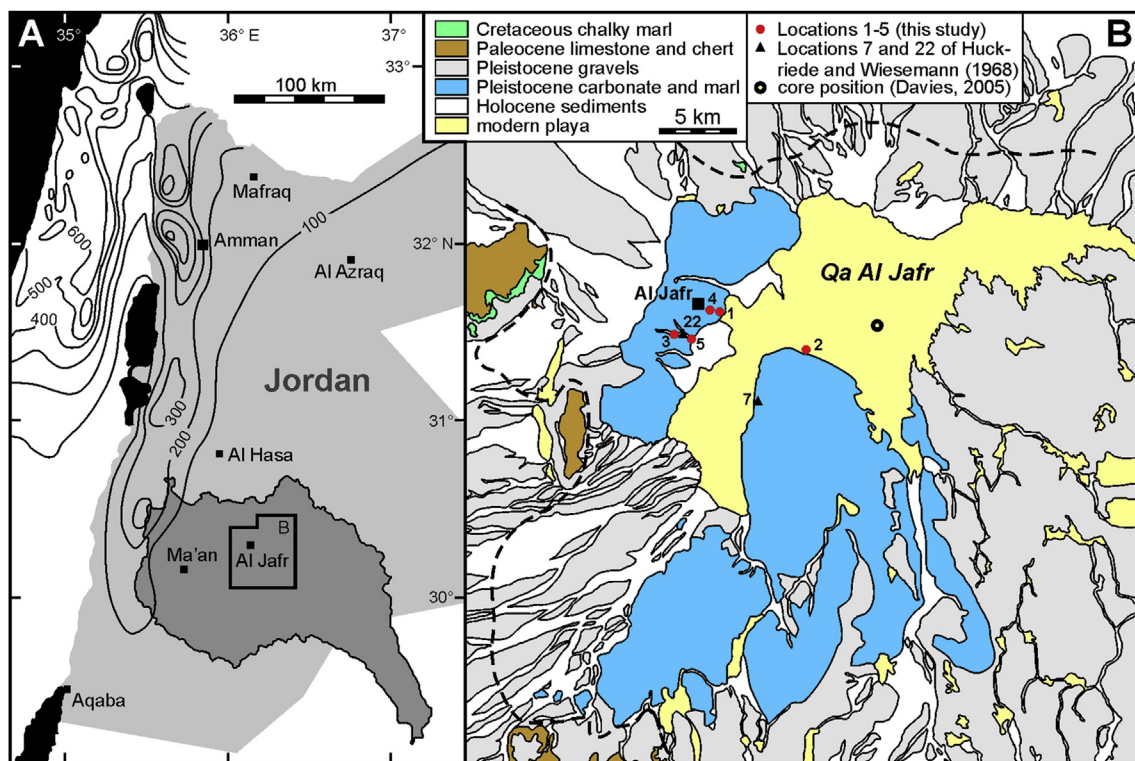 A
35°
36° E
37°
33°
100 km
Mafraq
Amman
100
32° N
Al Azraq
600
500
400
Jordan
300
200
31°
Al Hasa
B
Ma'an
Al Jafr
30°
Aqaba
Cretaceous chalky marl
Paleocene limestone and chert
Pleistocene gravels
Pleistocene carbonate and marl
Holocene sediments
modern playa
5 km
Locations 1-5 (this study)
Locations 7 and 22 of Huck-
riede and Wiesemann (1968)
core position (Davies, 2005)
B
Qa Al Jafr
Al Jafr
4
1
22
3
5
2
7